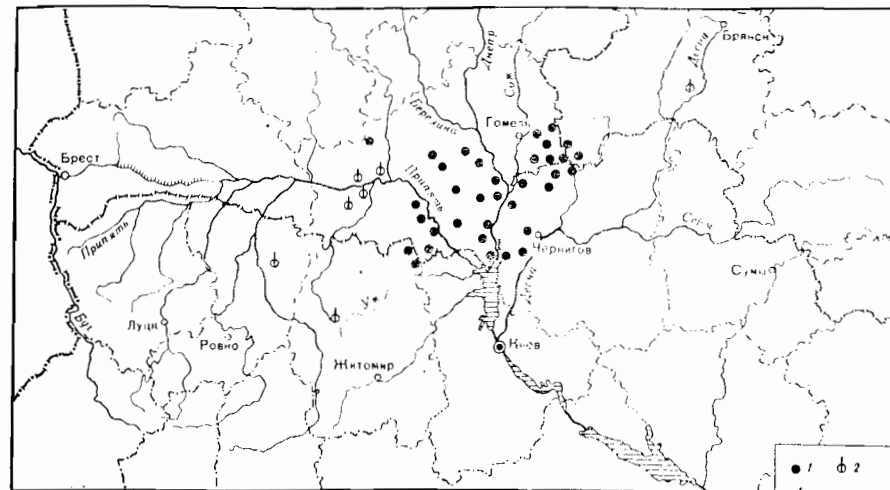 Брянск
Десна
Днепр
Сож
Гомель
Березина
Брест
Припять
Припять
Сейм
Чернигов
Сумы
Десна
Уж
Буг
Луцк
Ровно
Киев
Житомир
1 2